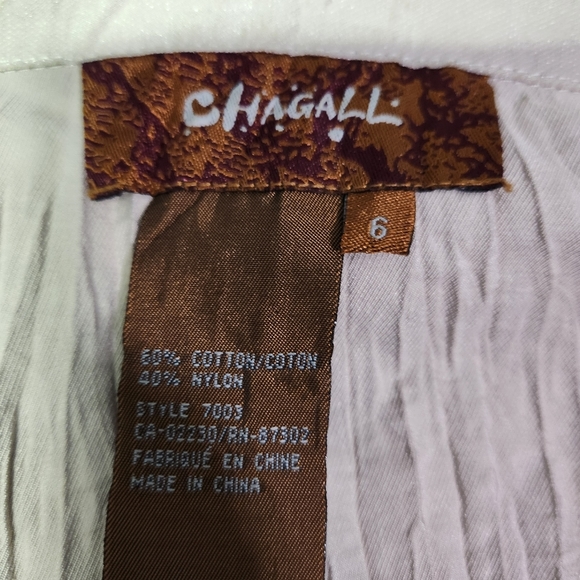 CHAGALL
6
60% COTTON/COTON
40% NYLON
STYLE 7003
CA-02230/RN-87302
FABRIQUÉ EN CHINE
MADE IN CHINA